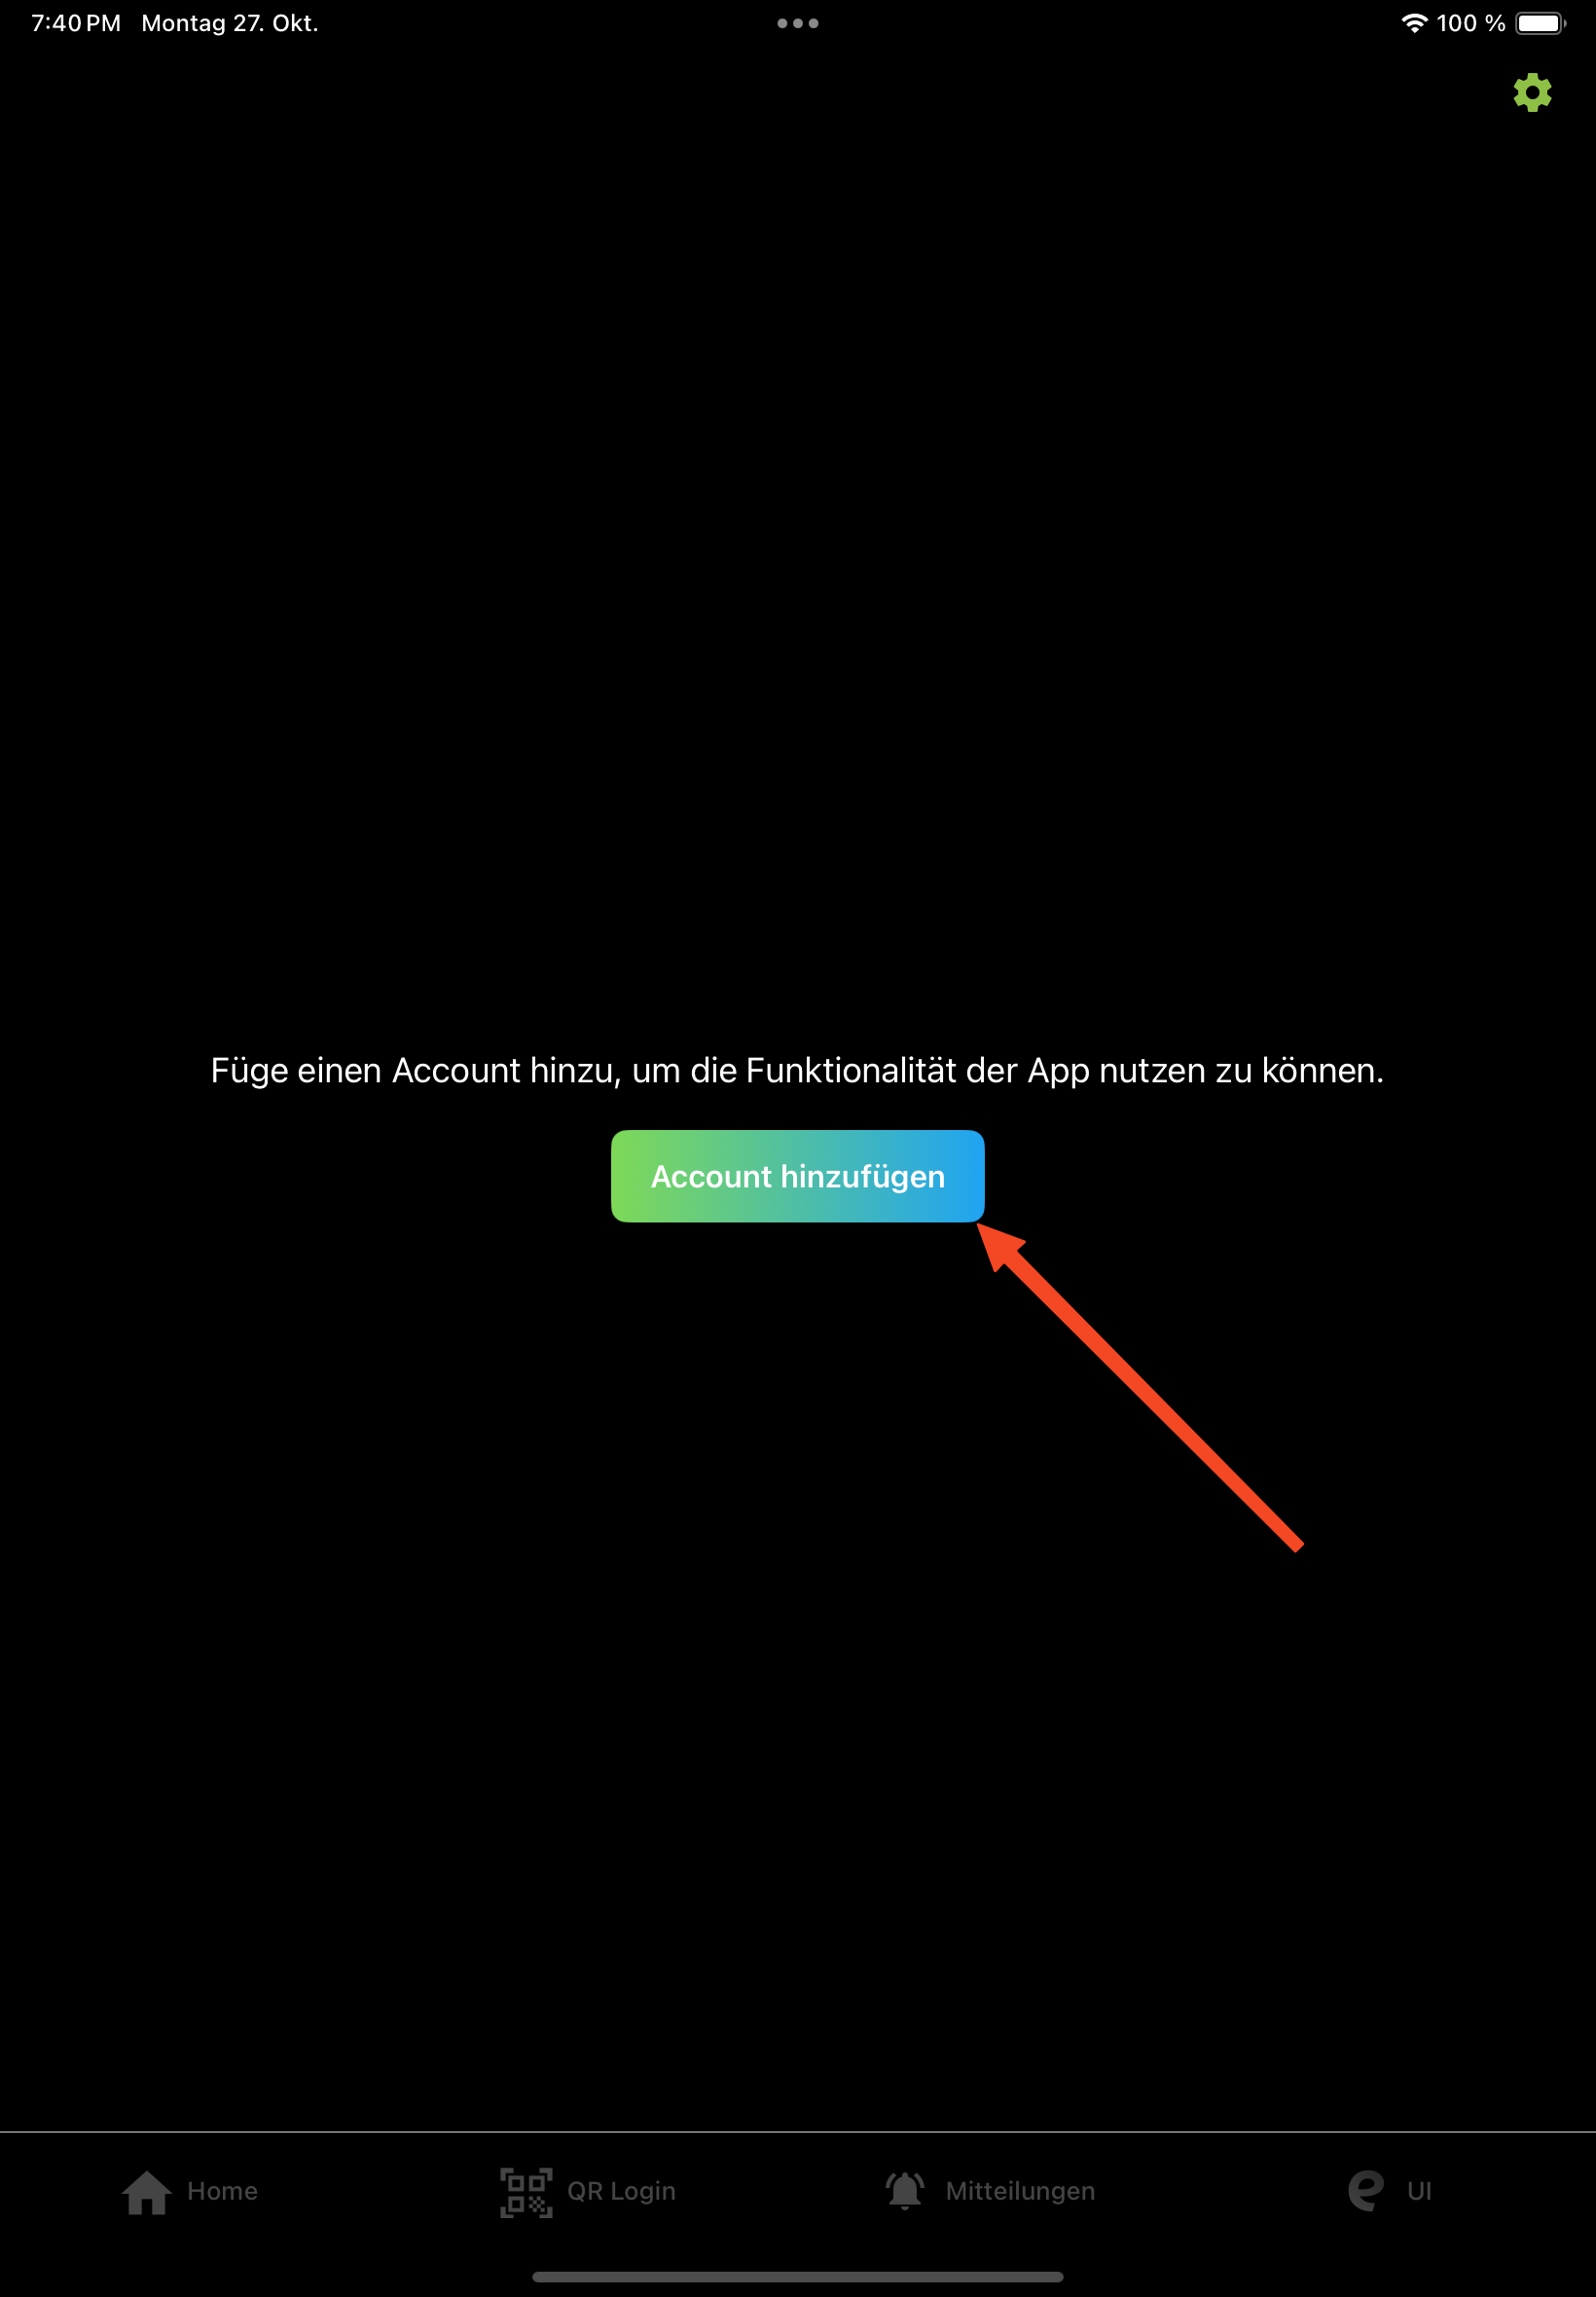 7:40 PM Montag 27. Okt.
100 %
Füge einen Account hinzu, um die Funktionalität der App nutzen zu können.
Account hinzufügen
Home
QR Login
Mitteilungen
UI